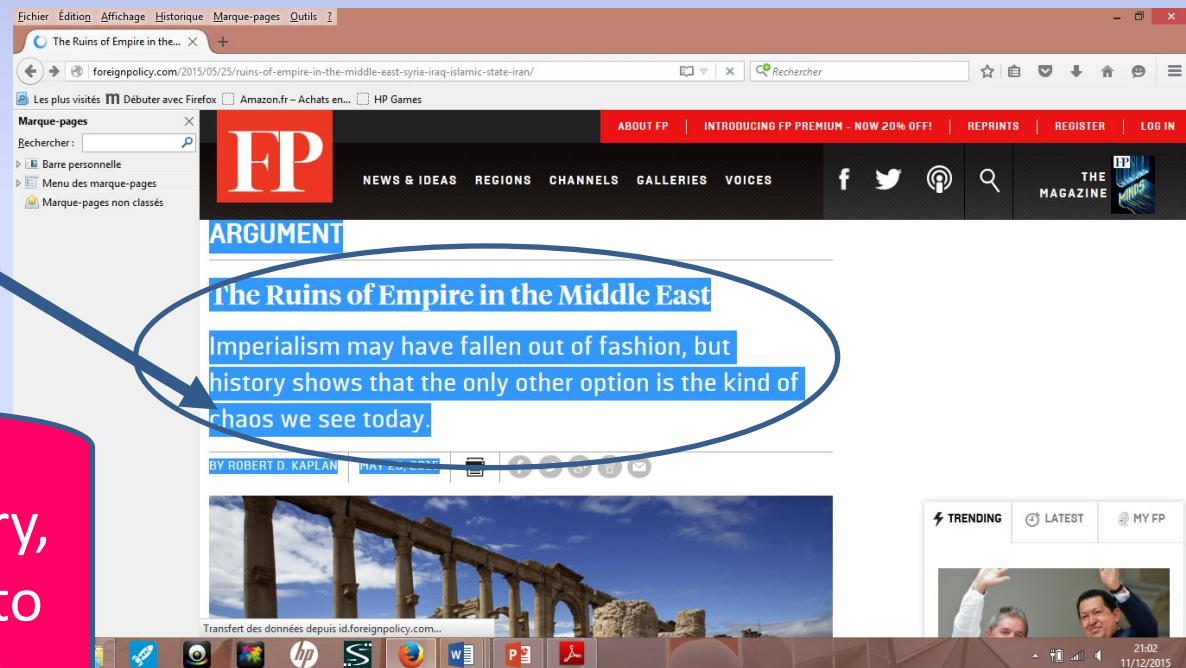 Fichier Édition Affichage Historique Marque-pages Outils ?
The Ruins of Empire in the...
foreignpolicy.com/2015/05/25/ruins-of-empire-in-the-middle-east-syria-iraq-islamic-state-iran/
Rechercher
Les plus visités Débuter avec Firefox Amazon.fr – Achats en... HP Games
Marque-pages
Rechercher :
Barre personnelle
Menu des marque-pages
Marque-pages non classés
ABOUT FP INTRODUCING FP PREMIUM - NOW 20% OFF! REPRINTS REGISTER LOG IN
FP
NEWS & IDEAS REGIONS CHANNELS GALLERIES VOICES
THE
MAGAZINE
ARGUMENT
The Ruins of Empire in the Middle East
Imperialism may have fallen out of fashion, but
history shows that the only other option is the kind of
chaos we see today.
BY ROBERT D. KAPLAN MAY 2015
TRENDING LATEST MY FP
to
Transfert des données depuis id.foreignpolicy.com...
21:02
11/12/2015